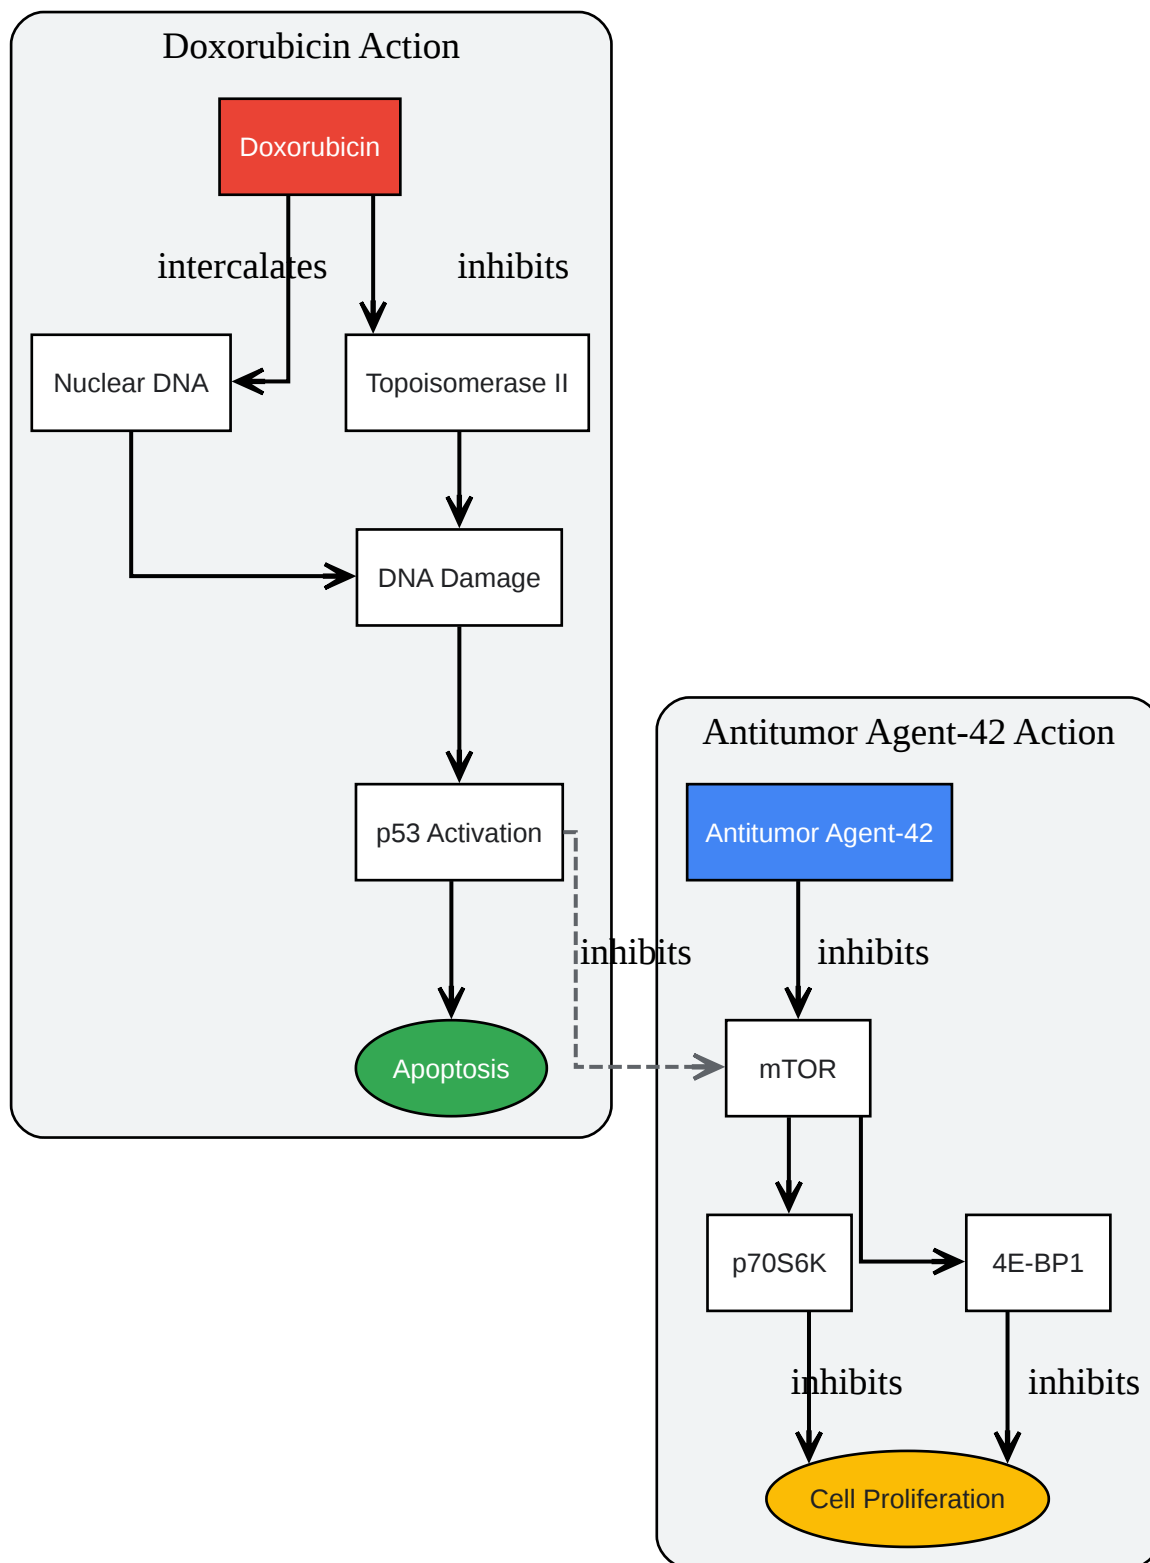 Doxorubicin Action
Doxorubicin
intercalates
inhibits
Nuclear DNA
Topoisomerase II
DNA Damage
p53 Activation
inhibits
Apoptosis
Antitumor Agent-42 Action
Antitumor Agent-42
inhibits
mTOR
p70S6K
4E-BP1
inhibits
inhibits
Cell Proliferation